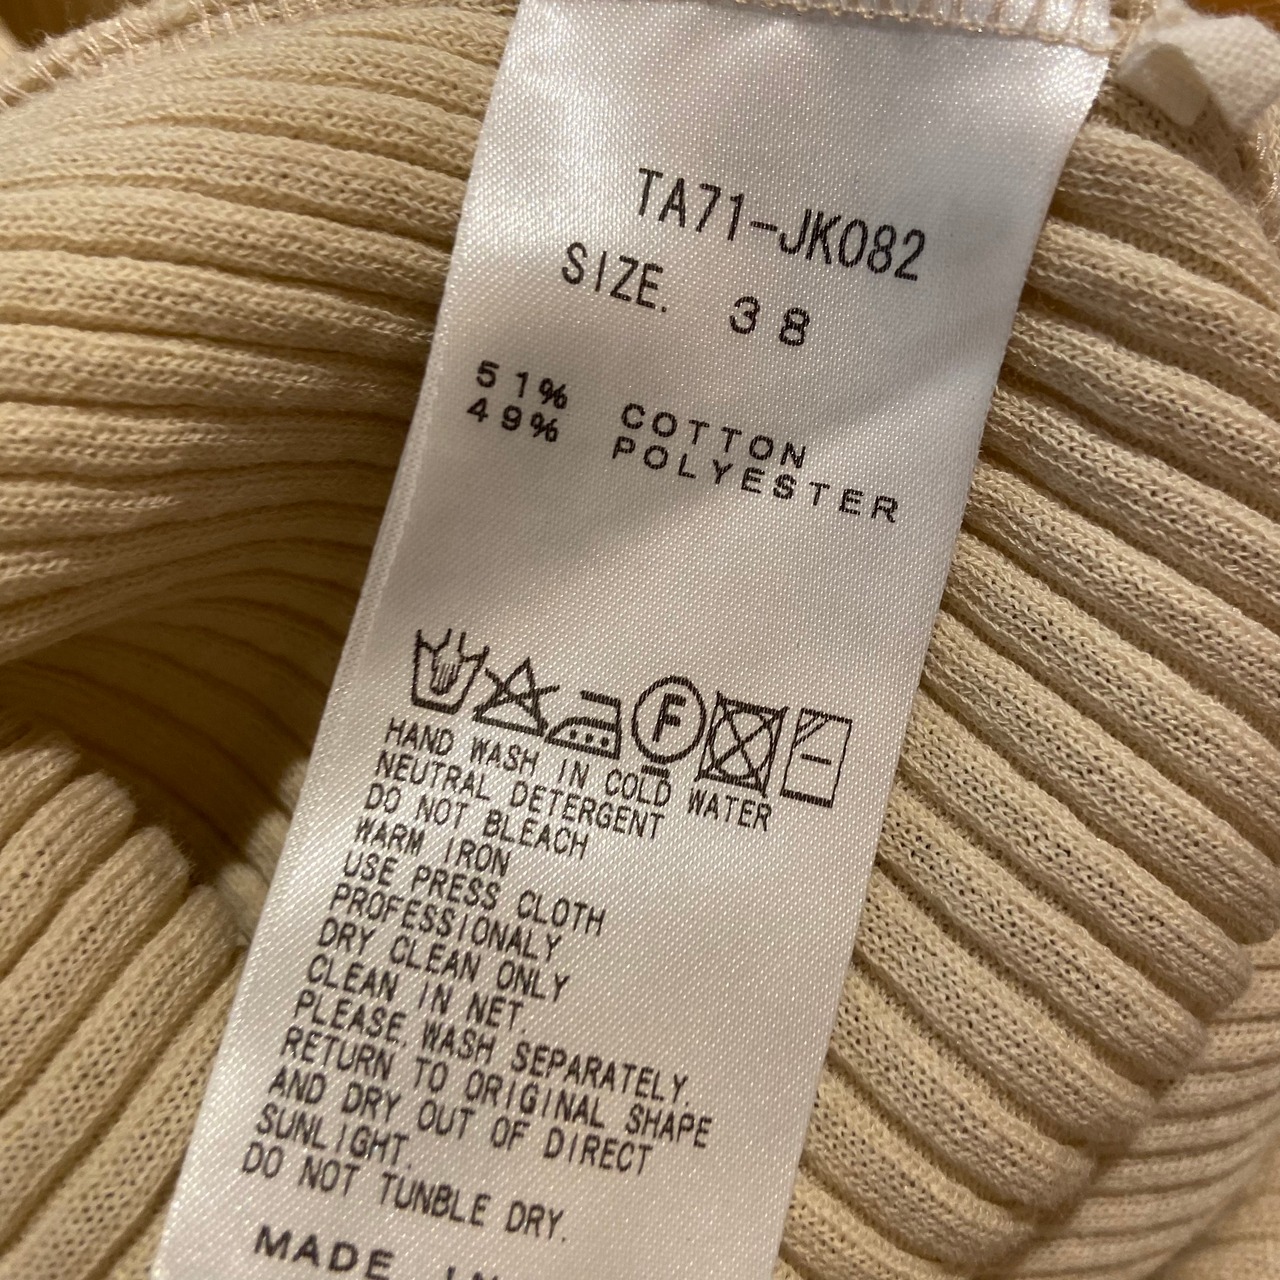 TA71-JK082
SIZE. 38
51% COTTON
49% POLYESTER
F
HAND WASH IN COLD WATER
NEUTRAL DETERGENT
DO NOT BLEACH
WARM IRON
USE PRESS CLOTH
PROFESSIONALY
DRY CLEAN ONLY
CLEAN IN NET.
PLEASE WASH SEPARATELY.
RETURN TO ORIGINAL SHAPE
AND DRY OUT OF DIRECT
SUNLIGHT.
DO NOT TUNBLE DRY.
MADE IN